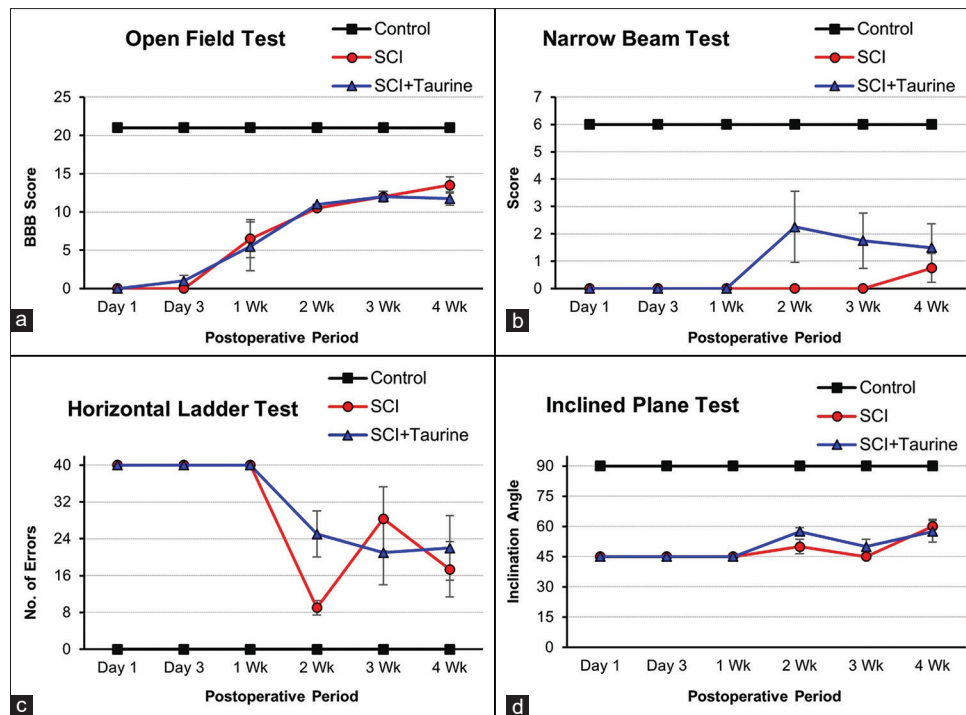 Open Field Test
Control
SCI
SCI+Taurine
BBB Score
25
20
15
10
5
0
Day 1 Day 3 1 Wk 2 Wk 3 Wk 4 Wk
Postoperative Period
a
Narrow Beam Test
Control
SCI
SCI+Taurine
Score
7
6
5
4
3
2
1
0
Day 1 Day 3 1 Wk 2 Wk 3 Wk 4 Wk
Postoperative Period
b
Horizontal Ladder Test
Control
SCI
SCI+Taurine
No. of Errors
40
32
24
16
8
0
Day 1 Day 3 1 Wk 2 Wk 3 Wk 4 Wk
Postoperative Period
c
Inclined Plane Test
Control
SCI
SCI+Taurine
Inclination Angle
90
75
60
45
30
15
0
Day 1 Day 3 1 Wk 2 Wk 3 Wk 4 Wk
Postoperative Period
d